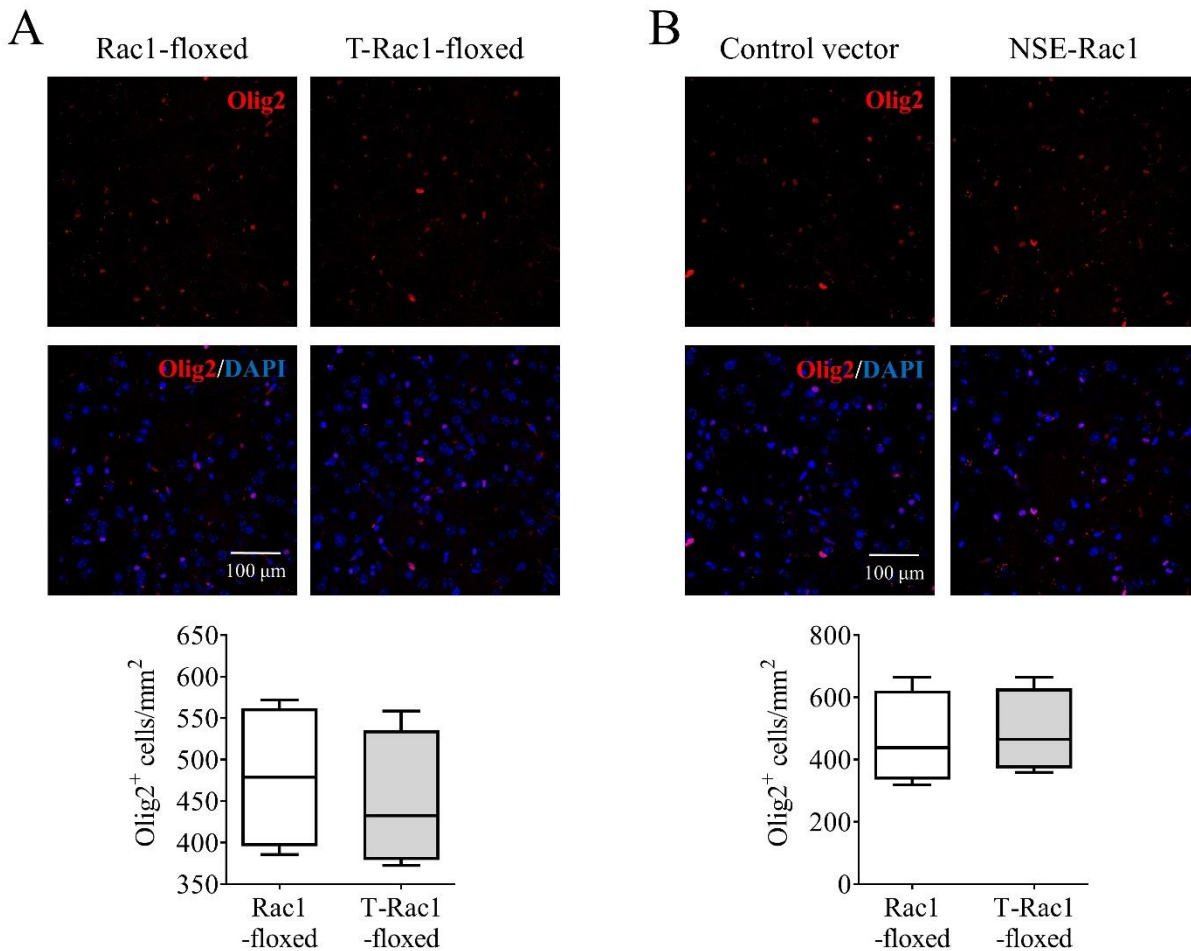 A
Rac1-floxed
T-Rac1-floxed
Olig2
Olig2/DAPI
100 μm
Olig2⁺ cells/mm²
650
600
550
500
450
400
350
Rac1
-floxed
T-Rac1
-floxed
B
Control vector
NSE-Rac1
Olig2
Olig2/DAPI
100 μm
Olig2⁺ cells/mm²
800
600
400
200
0
Rac1
-floxed
T-Rac1
-floxed